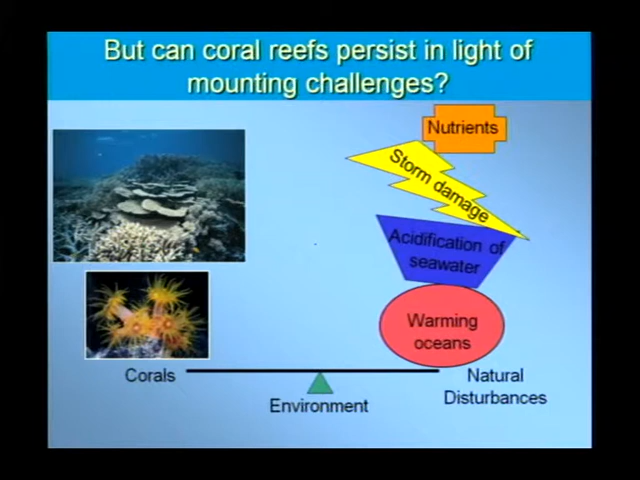 But can coral reefs persist in light of
mounting challenges?
Nutrients
Storm damage
Acidification of
seawater
Warming
oceans
Corals
Environment
Natural
Disturbances